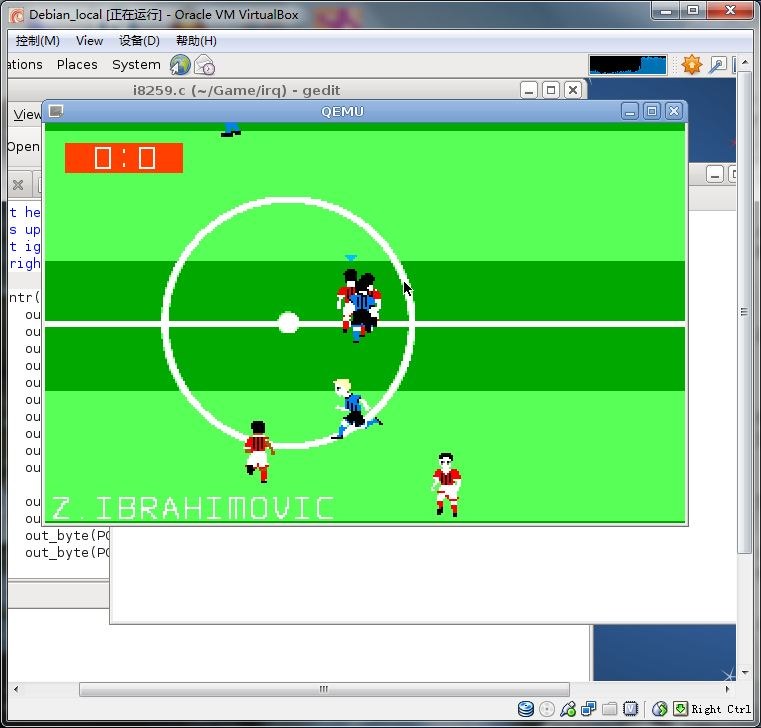 Debian_local [正在运行] - Oracle VM VirtualBox
控制(M) View 设备(D) 帮助(H)
ations Places System
i8259.c (~/Game/irq) - gedit
View
QEMU
Open
0:0
t he
s up
t ig
righ
ntr(
ou
ou
ou
ou
ou
ou
ou
ou
ou
ou
ou
ou
out_byte(PO
out_byte(PO
Z.IBRAHIMOVIC
Right Ctrl